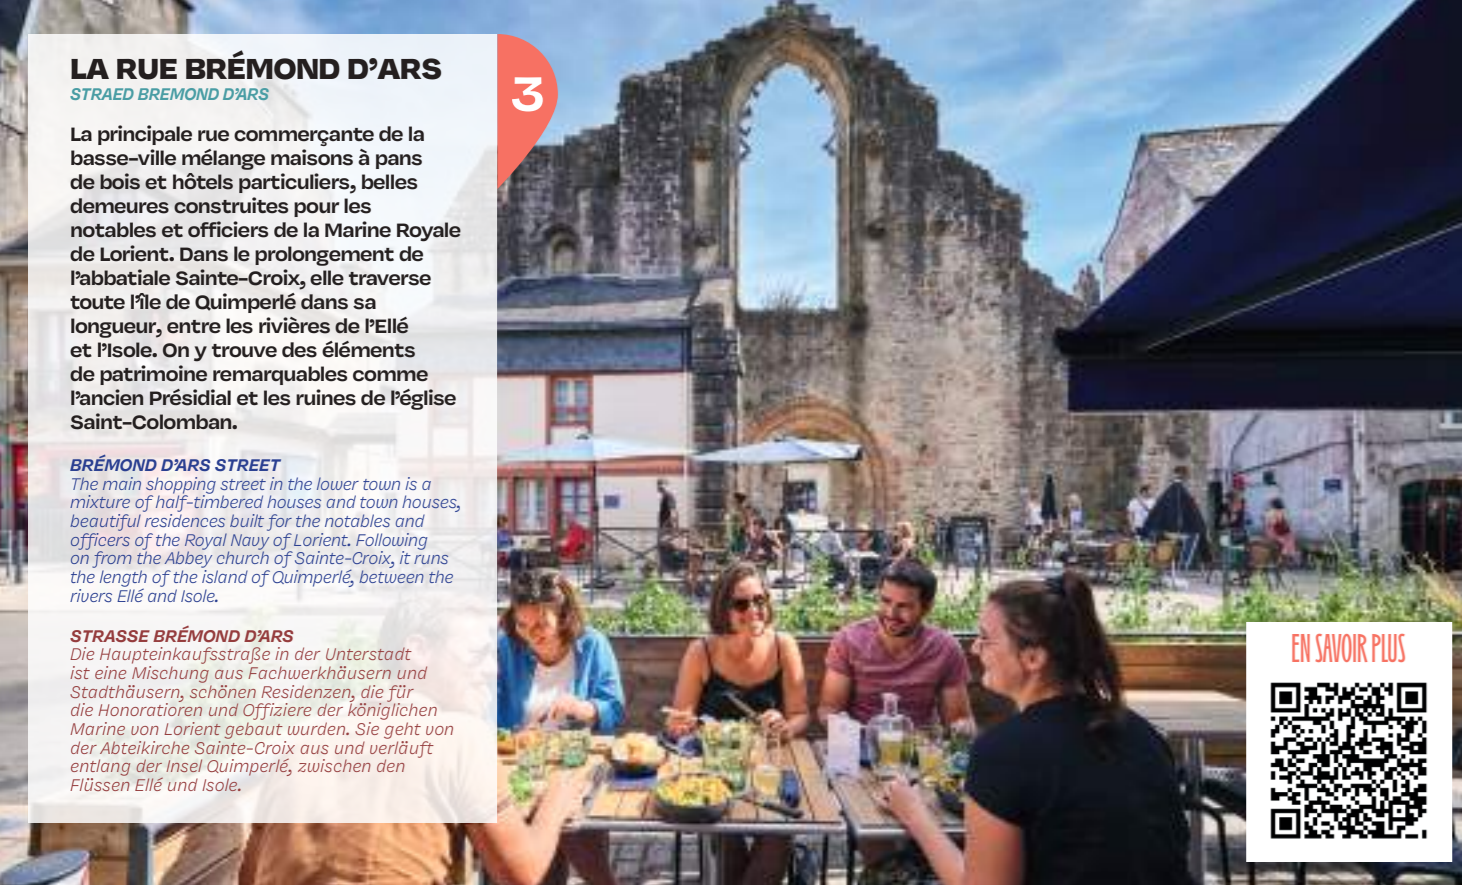 LA RUE BRÉMOND D'ARS
STRAED BREMOND D'ARS
3
La principale rue commerçante de la
basse-ville mélange maisons à pans
de bois et hôtels particuliers, belles
demeures construites pour les
notables et officiers de la Marine Royale
de Lorient. Dans le prolongement de
l'abbatiale Sainte-Croix, elle traverse
toute l'île de Quimperlé dans sa
longueur, entre les rivières de l'Ellé
et l'Isole. On y trouve des éléments
de patrimoine remarquables comme
l'ancien Présidial et les ruines de l'église
Saint-Colomban.
BRÉMOND D'ARS STREET
The main shopping street in the lower town is a
mixture of half-timbered houses and town houses,
beautiful residences built for the notables and
officers of the Royal Navy of Lorient. Following
on from the Abbey church of Sainte-Croix, it runs
the length of the island of Quimperlé, between the
rivers Ellé and Isole.
STRASSE BRÉMOND D'ARS
Die Haupteinkaufsstraße in der Unterstadt
ist eine Mischung aus Fachwerkhäusern und
Stadthäusern, schönen Residenzen, die für
die Honoratioren und Offiziere der königlichen
Marine von Lorient gebaut wurden. Sie geht von
der Abteikirche Sainte-Croix aus und verläuft
entlang der Insel Quimperlé, zwischen den
Flüssen Ellé und Isole.
EN SAVOIR PLUS